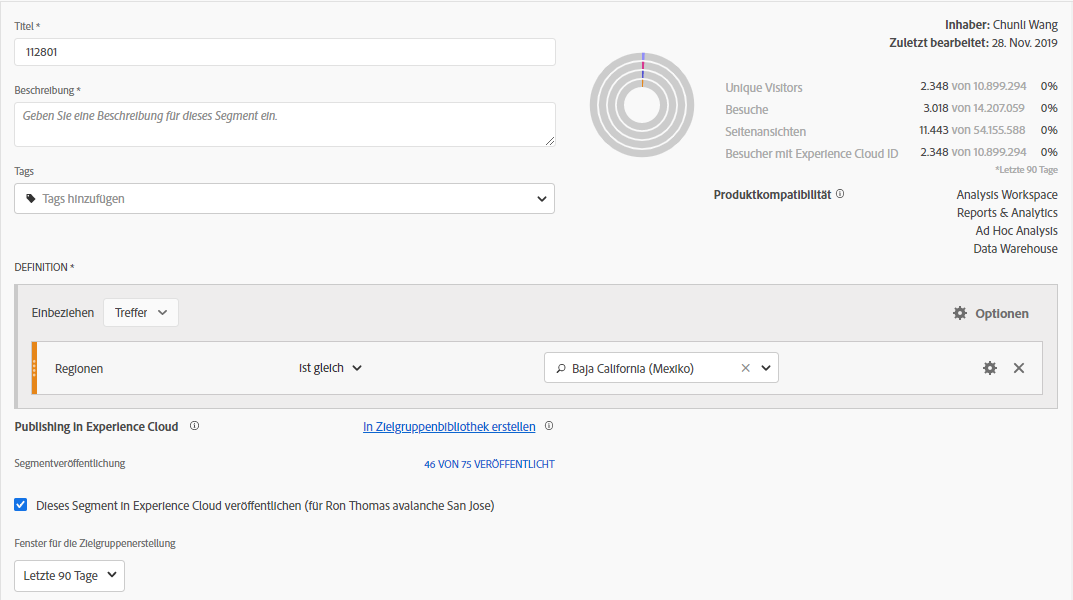 Titel *
112801
Beschreibung *
Geben Sie eine Beschreibung für dieses Segment ein.
Tags
Tags hinzufügen
Inhaber: Chunli Wang
Zuletzt bearbeitet: 28. Nov. 2019
Unique Visitors 2.348 von 10.899.294 0%
Besuche 3.018 von 14.207.059 0%
Seitenansichten 11.443 von 54.155.588 0%
Besucher mit Experience Cloud ID 2.348 von 10.899.294 0%
*Letzte 90 Tage
Produktkompatibilität Analysis Workspace
Reports & Analytics
Ad Hoc Analysis
Data Warehouse
DEFINITION *
Einbeziehen Treffer Optionen
Regionen Ist gleich Baja California (Mexiko)
Publishing in Experience Cloud In Zielgruppenbibliothek erstellen
Segmentveröffentlichung 46 VON 75 VERÖFFENTLICHT
Dieses Segment in Experience Cloud veröffentlichen (für Ron Thomas avalanche San Jose)
Fenster für die Zielgruppenerstellung
Letzte 90 Tage